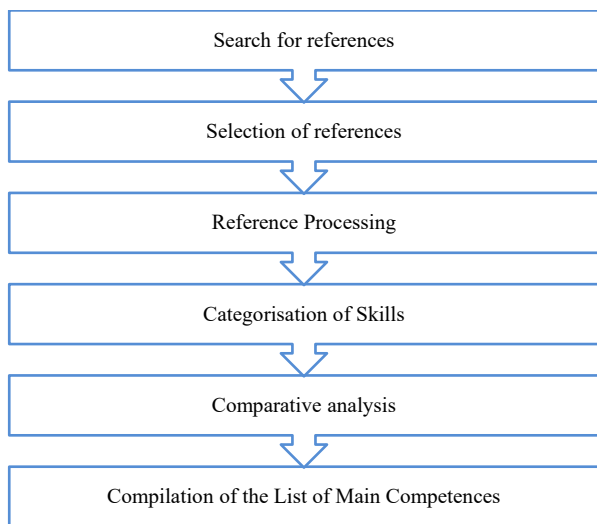 Search for references
Selection of references
Reference Processing
Categorisation of Skills
Comparative analysis
Compilation of the List of Main Competences